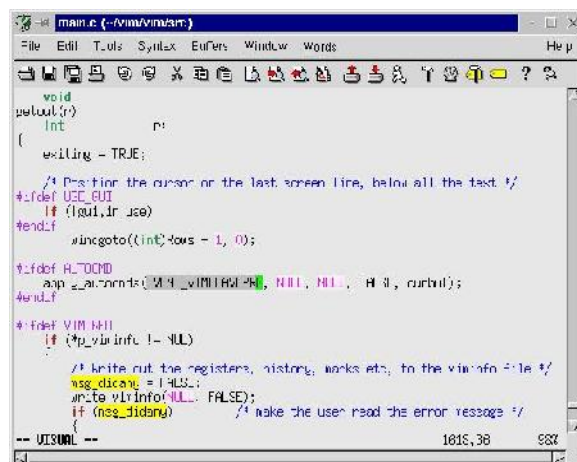 main.c (~/vim/vim/src)
File Edit Tools Syntax Buffers Window Words Help
void
getout(r)
int r;
{
exiting = TRUE;
/* Position the cursor on the last screen line, below all the text */
#ifdef USE_GUI
if (!gui.in_use)
#endif
windgoto((int)Rows - 1, 0);
#ifdef AUTOCMD
apply_autocmds(EVENT_VIMLEAVEPRE, NULL, NULL, FALSE, curbuf);
#endif
#ifdef VIMINFO
if (*p_viminfo != NUL)
{
/* Write out the registers, history, marks etc, to the viminfo file */
msg_didany = FALSE;
write_viminfo(NULL, FALSE);
if (msg_didany) /* make the user read the error message */
{
-- VISUAL -- 1018,38 98%